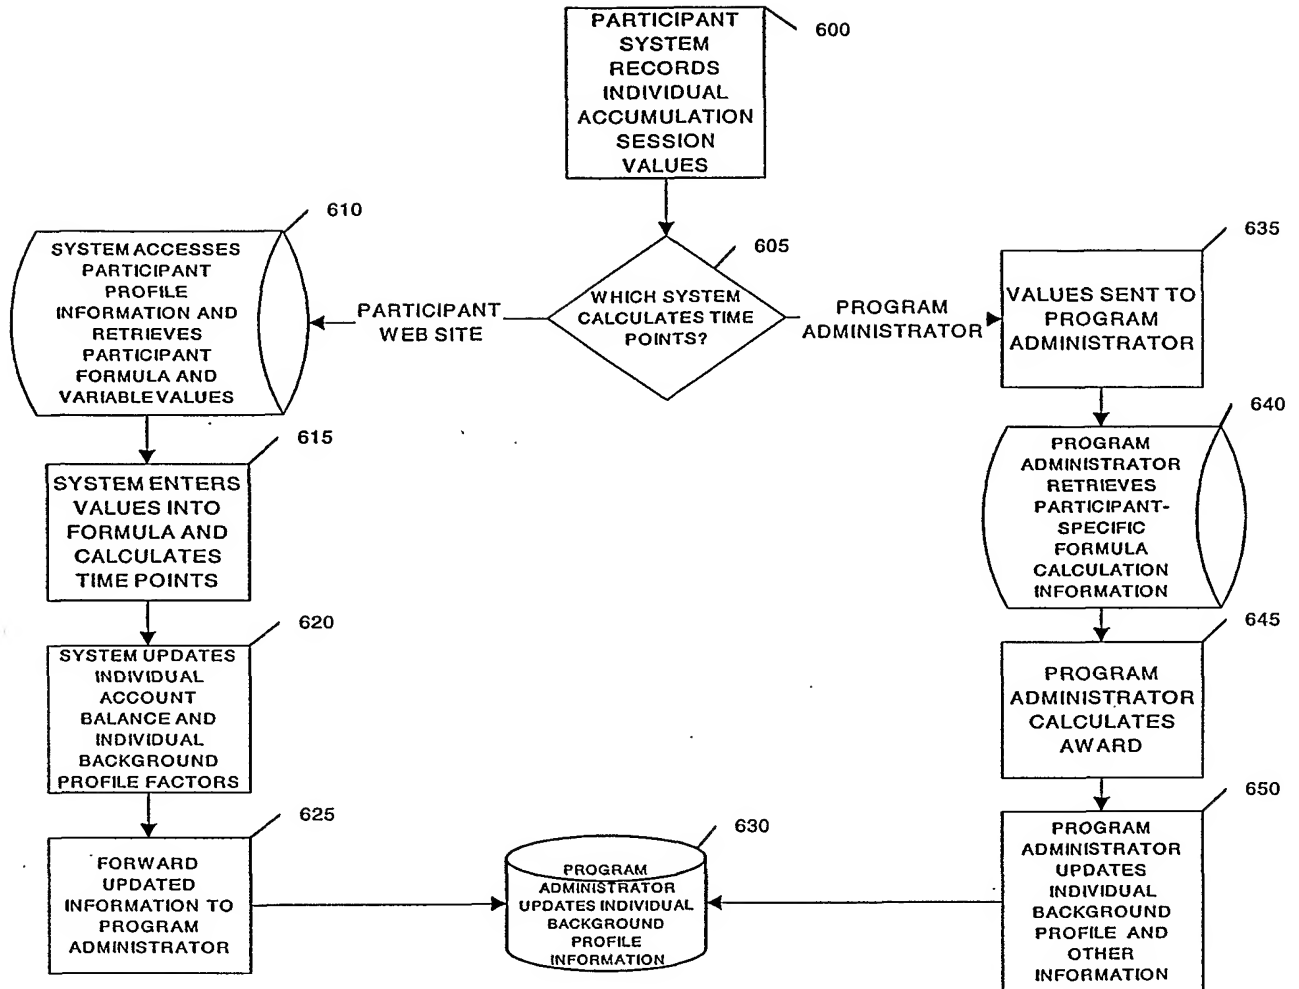 PARTICIPANT
SYSTEM
RECORDS
INDIVIDUAL
ACCUMULATION
SESSION
VALUES
600
605
WHICH SYSTEM
CALCULATES TIME
POINTS?
PARTICIPANT
WEB SITE
610
SYSTEM ACCESSES
PARTICIPANT
PROFILE
INFORMATION AND
RETRIEVES
PARTICIPANT
FORMULA AND
VARIABLE VALUES
615
SYSTEM ENTERS
VALUES INTO
FORMULA AND
CALCULATES
TIME POINTS
620
SYSTEM UPDATES
INDIVIDUAL
ACCOUNT
BALANCE AND
INDIVIDUAL
BACKGROUND
PROFILE FACTORS
625
FORWARD
UPDATED
INFORMATION TO
PROGRAM
ADMINISTRATOR
630
PROGRAM
ADMINISTRATOR
UPDATES INDIVIDUAL
BACKGROUND
PROFILE
INFORMATION
PROGRAM
ADMINISTRATOR
635
VALUES SENT TO
PROGRAM
ADMINISTRATOR
640
PROGRAM
ADMINISTRATOR
RETRIEVES
PARTICIPANT-
SPECIFIC
FORMULA
CALCULATION
INFORMATION
645
PROGRAM
ADMINISTRATOR
CALCULATES
AWARD
650
PROGRAM
ADMINISTRATOR
UPDATES
INDIVIDUAL
BACKGROUND
PROFILE AND
OTHER
INFORMATION